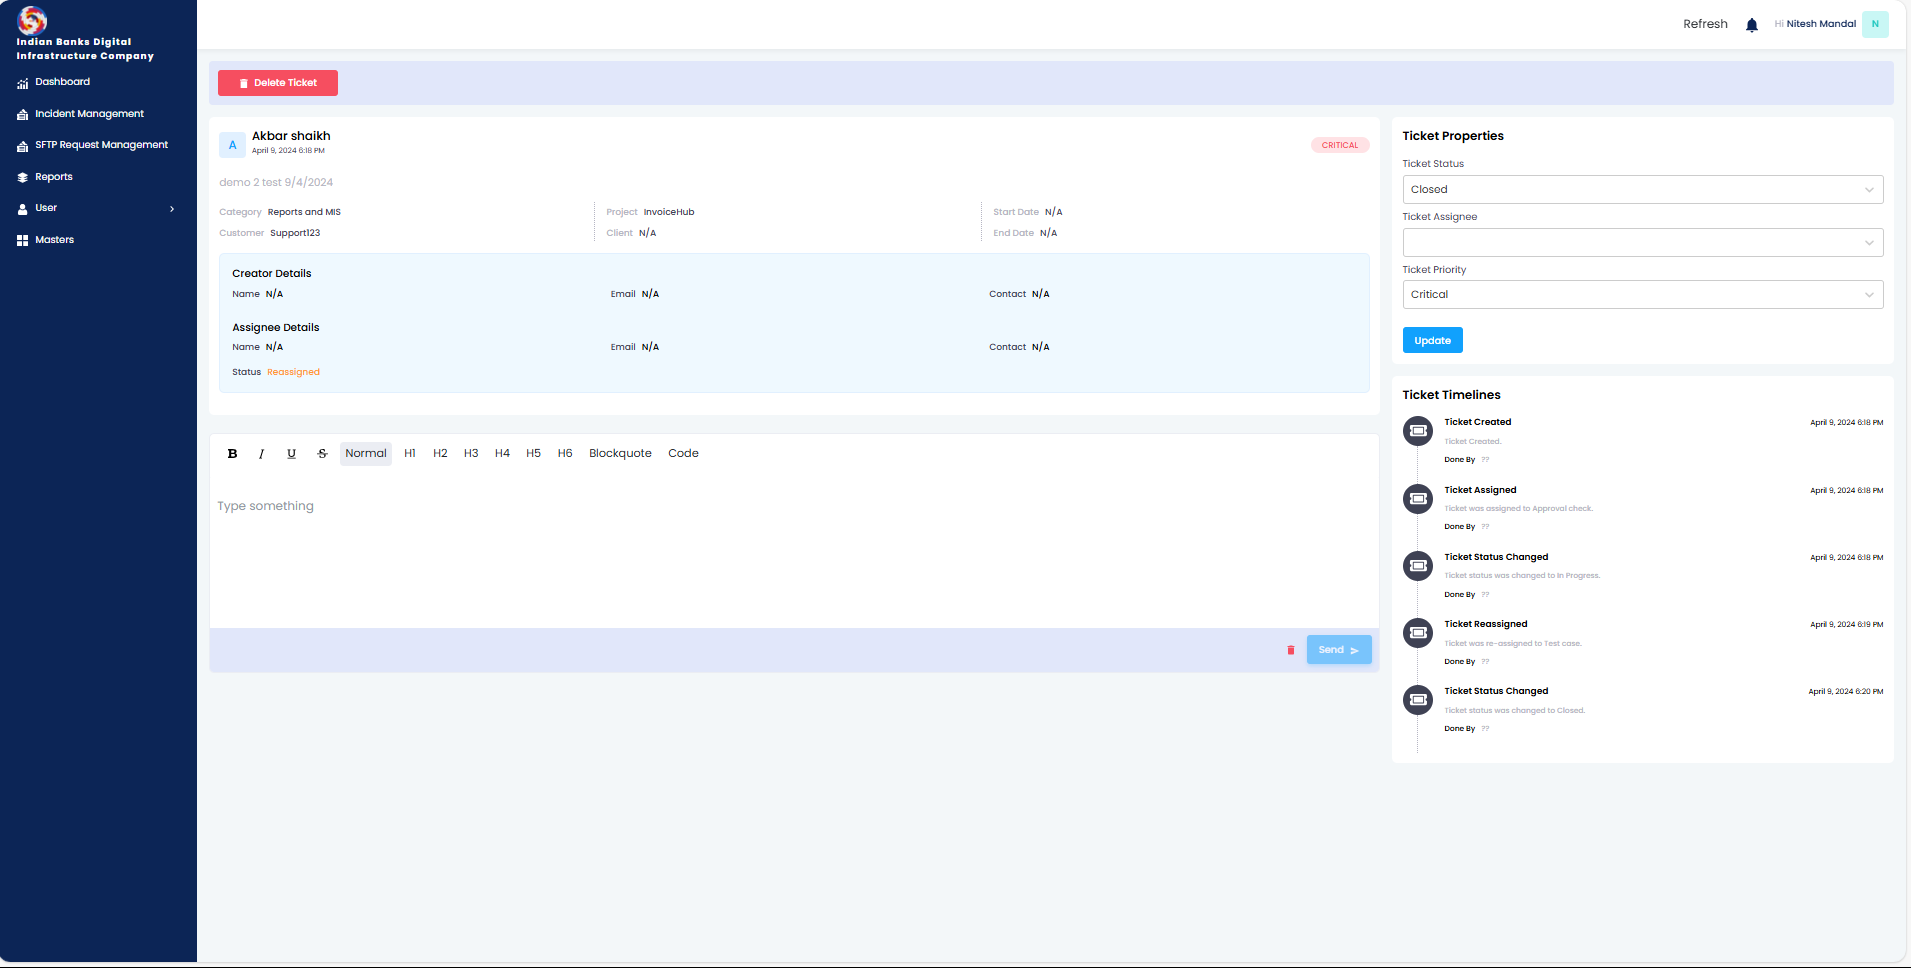 Indian Banks Digital
Infrastructure Company
Dashboard
Incident Management
SFTP Request Management
Reports
User
Masters
Refresh
Hi Nitesh Mandal N
Delete Ticket
A
Akbar shaikh
April 9, 2024 6:18 PM
CRITICAL
demo 2 test 9/4/2024
Category Reports and MIS
Customer Support123
Project InvoiceHub
Client N/A
Start Date N/A
End Date N/A
Creator Details
Name N/A Email N/A Contact N/A
Assignee Details
Name N/A Email N/A Contact N/A
Status Reassigned
B I U S Normal H1 H2 H3 H4 H5 H6 Blockquote Code
Type something
Send
Ticket Properties
Ticket Status
Closed
Ticket Assignee
Ticket Priority
Critical
Update
Ticket Timelines
Ticket Created April 9, 2024 6:18 PM
Ticket Created.
Done By ??
Ticket Assigned April 9, 2024 6:18 PM
Ticket was assigned to Approval check.
Done By ??
Ticket Status Changed April 9, 2024 6:18 PM
Ticket status was changed to In Progress.
Done By ??
Ticket Reassigned April 9, 2024 6:19 PM
Ticket was re-assigned to Test case.
Done By ??
Ticket Status Changed April 9, 2024 6:20 PM
Ticket status was changed to Closed.
Done By ??